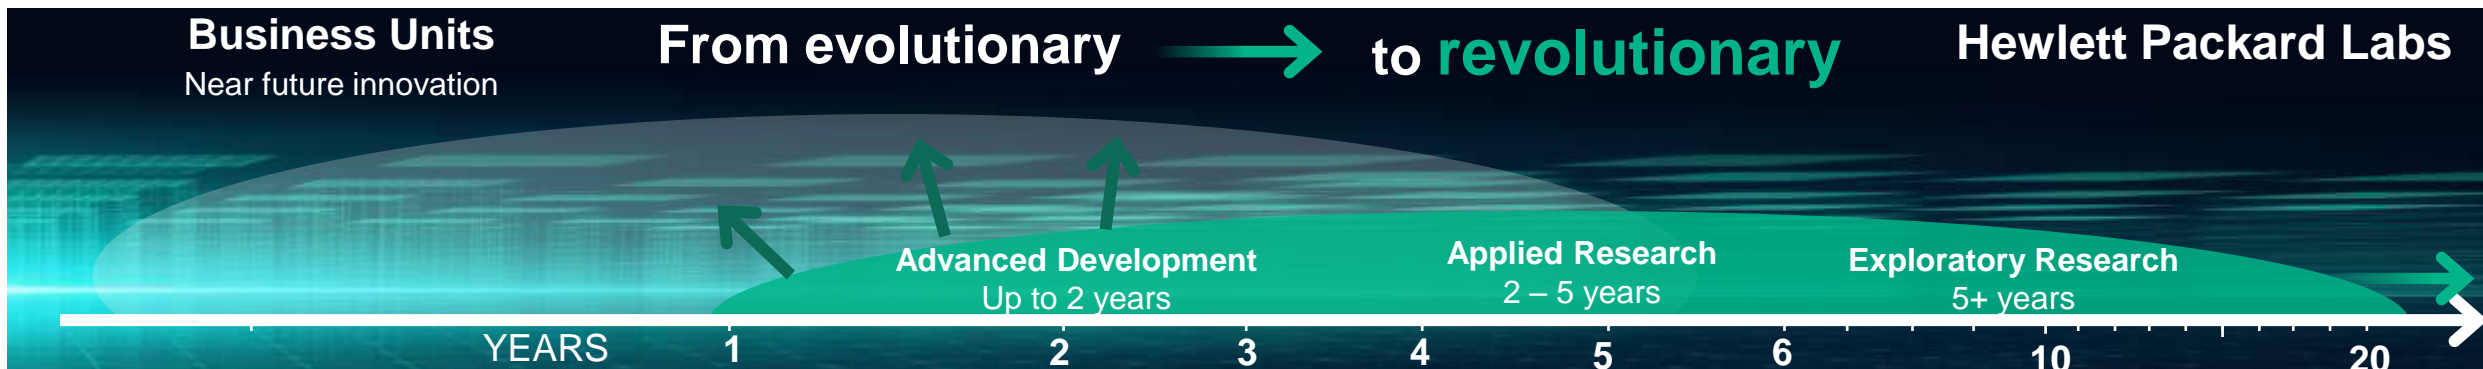 Business Units
Near future innovation
From evolutionary
to revolutionary
Hewlett Packard Labs
Advanced Development
Up to 2 years
Applied Research
2 – 5 years
Exploratory Research
5+ years
YEARS 1 2 3 4 5 6 10 20